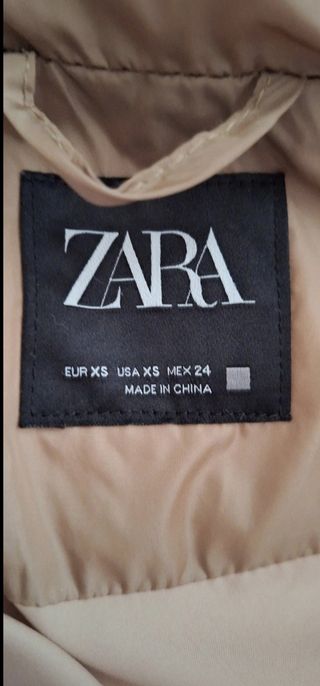 ZARA
EUR XS USA XS MEX 24
MADE IN CHINA